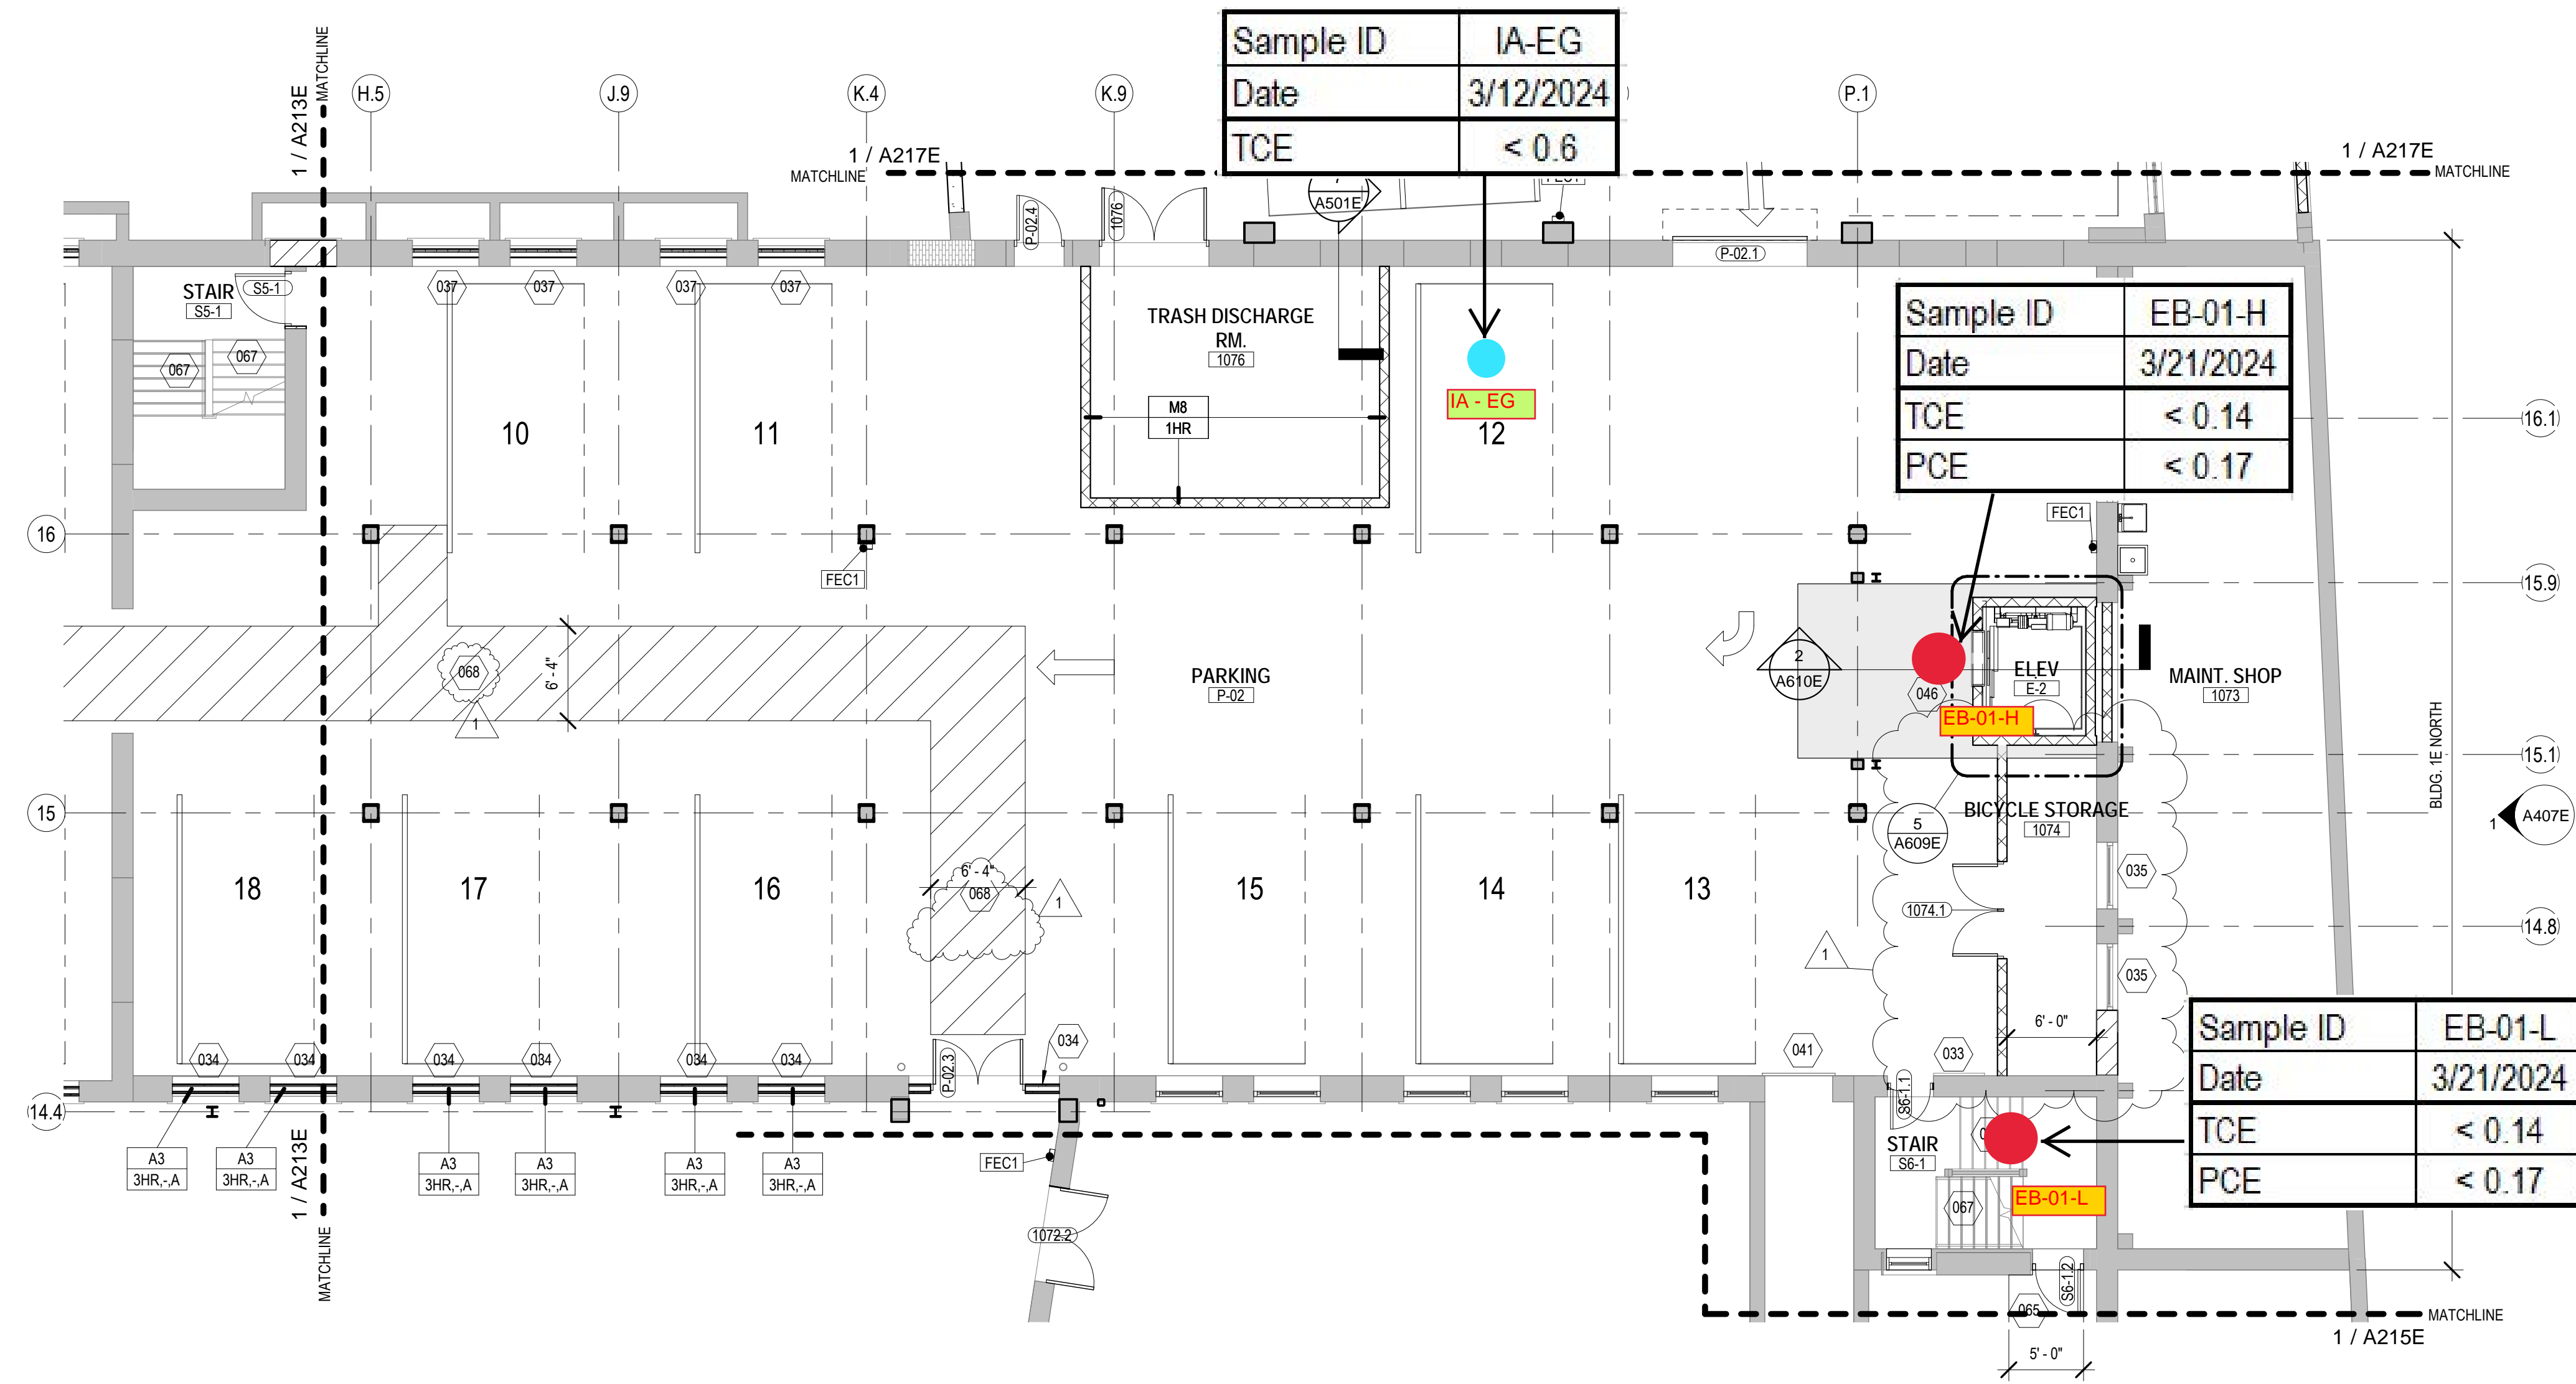 Sample ID IA-EG
Date 3/12/2024
TCE < 0.6
1 / A213E
MATCHLINE
H.5
J.9
K.4
K.9
P.1
1 / A217E
MATCHLINE
1 / A217E
MATCHLINE
A501E
P-02.4
1076
P-02.1
STAIR
S5-1
S5-1
067
067
037
037
037
037
TRASH DISCHARGE
RM.
1076
M8
1HR
IA - EG
10
11
12
Sample ID EB-01-H
Date 3/21/2024
TCE < 0.14
PCE < 0.17
16.1
16
FEC1
FEC1
15.9
068
6' - 4"
1
PARKING
P-02
2
A610E
046
ELEV
E-2
EB-01-H
MAINT. SHOP
1073
BLDG. 1E NORTH
15.1
15
BICYCLE STORAGE
1074
5
A609E
1
A407E
18
17
16
6' - 4"
068
1
15
14
13
1074.1
035
14.8
1
035
6' - 0"
034
034
034
034
034
034
P-02.3
034
041
033
Sample ID EB-01-L
Date 3/21/2024
TCE < 0.14
PCE < 0.17
14.4
S6-1.1
STAIR
S6-1
EB-01-L
067
A3
3HR,-,A
A3
3HR,-,A
A3
3HR,-,A
A3
3HR,-,A
A3
3HR,-,A
A3
3HR,-,A
1 / A213E
MATCHLINE
FEC1
1072.2
S6-1.2
065
MATCHLINE
1 / A215E
5' - 0"